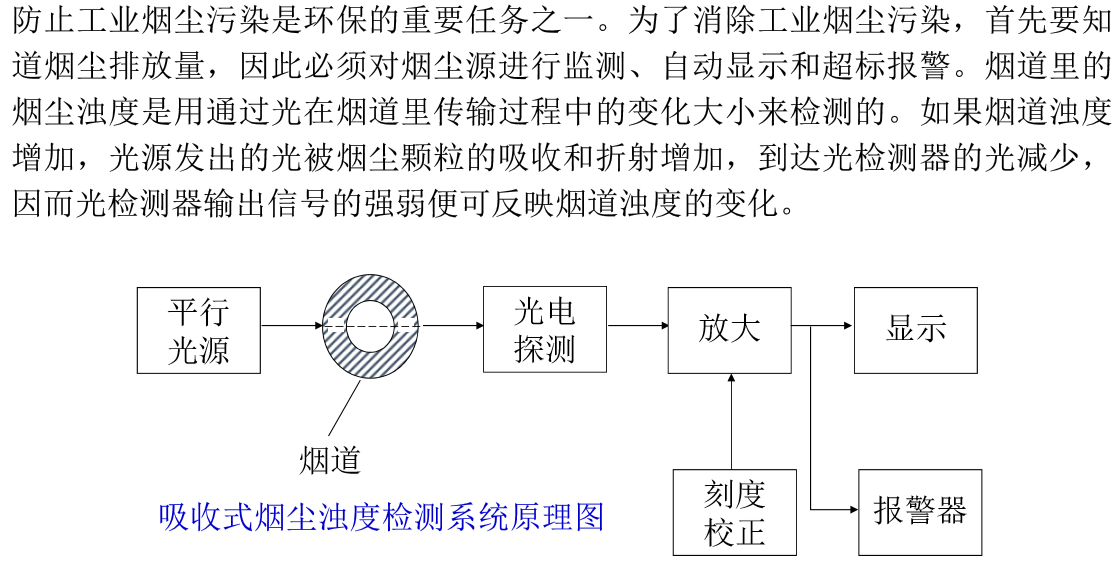 防止工业烟尘污染是环保的重要任务之一。为了消除工业烟尘污染，首先要知
道烟尘排放量，因此必须对烟尘源进行监测、自动显示和超标报警。烟道里的
烟尘浊度是用通过光在烟道里传输过程中的变化大小来检测的。如果烟道浊度
增加，光源发出的光被烟尘颗粒的吸收和折射增加，到达光检测器的光减少，
因而光检测器输出信号的强弱便可反映烟道浊度的变化。
平行
光源
光电
探测
放大
显示
烟道
刻度
校正
报警器
吸收式烟尘浊度检测系统原理图